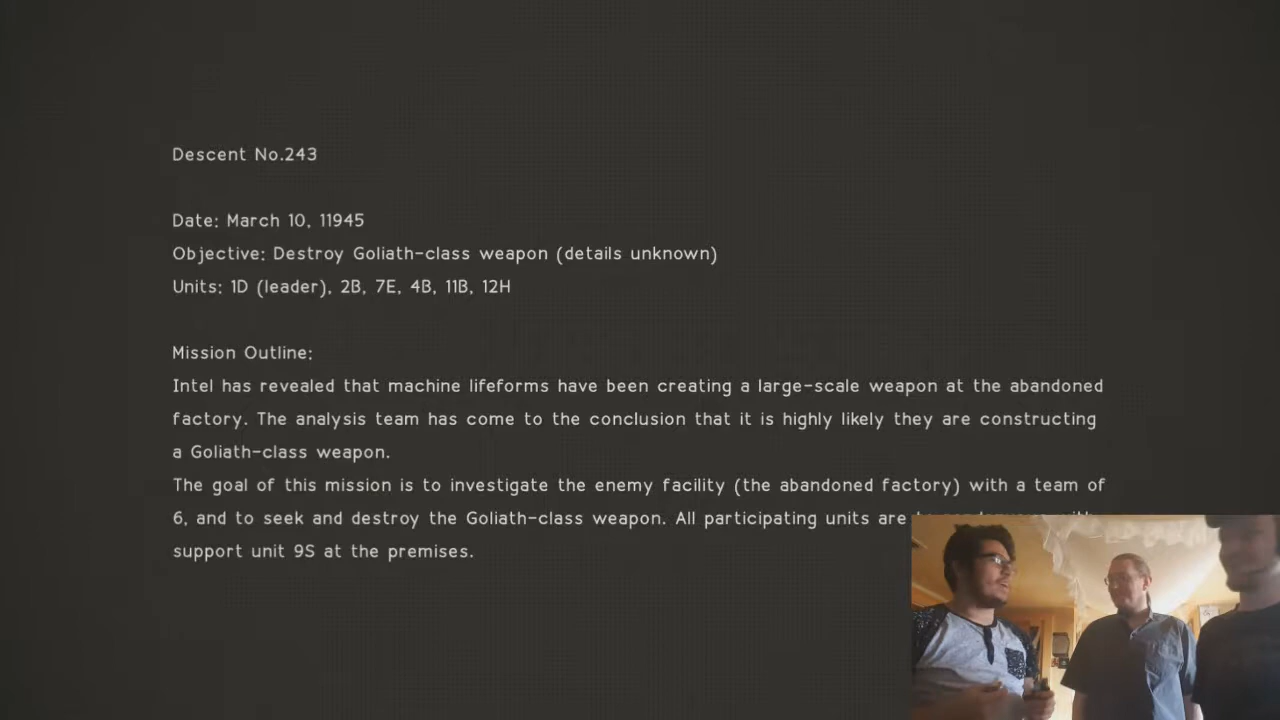 Descent No.243
Date: March 10, 11945
Objective: Destroy Goliath-class weapon (details unknown)
Units: 1D (leader), 2B, 7E, 4B, 11B, 12H
Mission Outline:
Intel has revealed that machine lifeforms have been creating a large-scale weapon at the abandoned
factory. The analysis team has come to the conclusion that it is highly likely they are constructing
a Goliath-class weapon.
The goal of this mission is to investigate the enemy facility (the abandoned factory) with a team of
6, and to seek and destroy the Goliath-class weapon. All participating units are
support unit 9S at the premises.